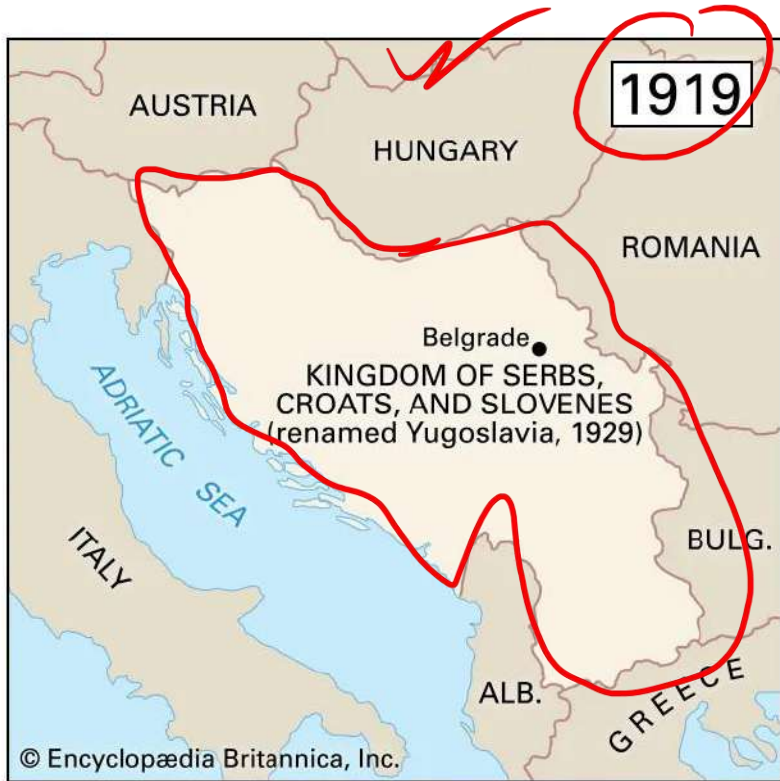 1919
AUSTRIA
HUNGARY
ROMANIA
Belgrade
KINGDOM OF SERBS,
CROATS, AND SLOVENES
(renamed Yugoslavia, 1929)
ADRIATIC SEA
ITALY
BULG.
ALB.
GREECE
© Encyclopædia Britannica, Inc.